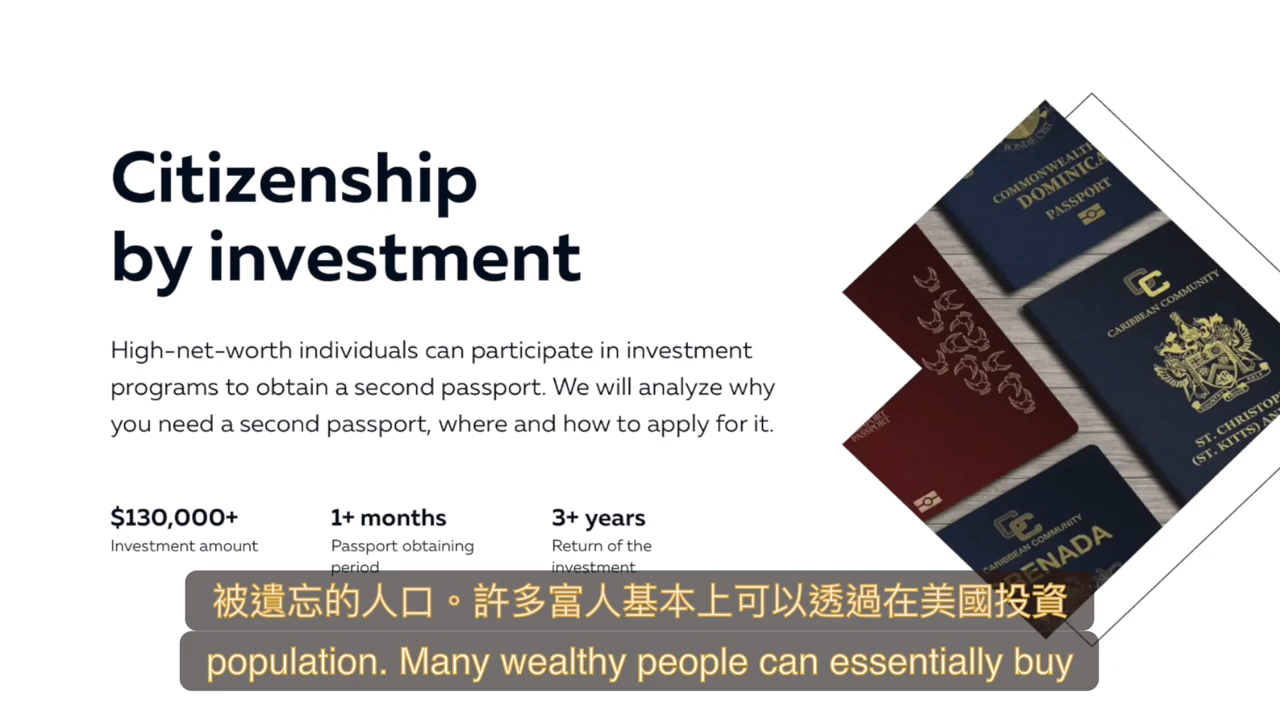 Citizenship
by investment
High-net-worth individuals can participate in investment
programs to obtain a second passport. We will analyze why
you need a second passport, where and how to apply for it.
$130,000+
Investment amount
1+ months
Passport obtaining
period
3+ years
Return of the
investment
COMMONWEALTH
DOMINICA
PASSPORT
CARIBBEAN COMMUNITY
ST. CHRISTOP
(ST. KITTS) AN
PASSPORT
CARIBBEAN COMMUNITY
RENADA
被遺忘的人口。許多富人基本上可以透過在美國投資
population. Many wealthy people can essentially buy